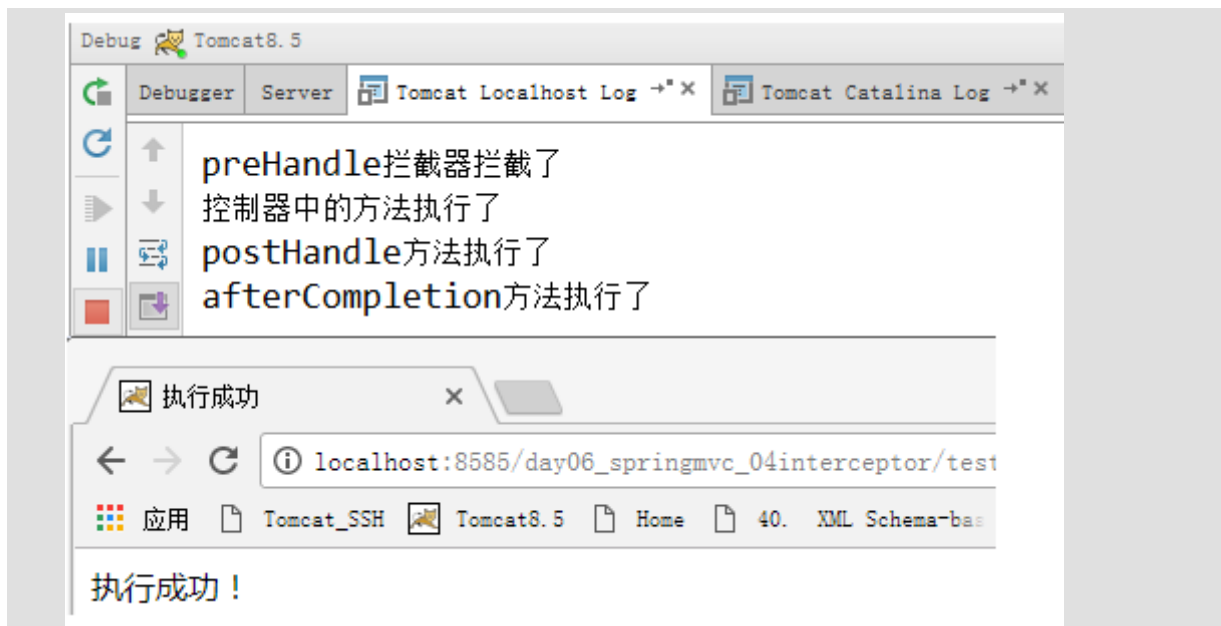 Debug Tomcat8.5
Debugger Server Tomcat Localhost Log Tomcat Catalina Log
preHandle拦截器拦截了
控制器中的方法执行了
postHandle方法执行了
afterCompletion方法执行了
执行成功
localhost:8585/day06_springmvc_04interceptor/test
应用 Tomcat_SSH Tomcat8.5 Home 40. XML Schema-bas
执行成功！